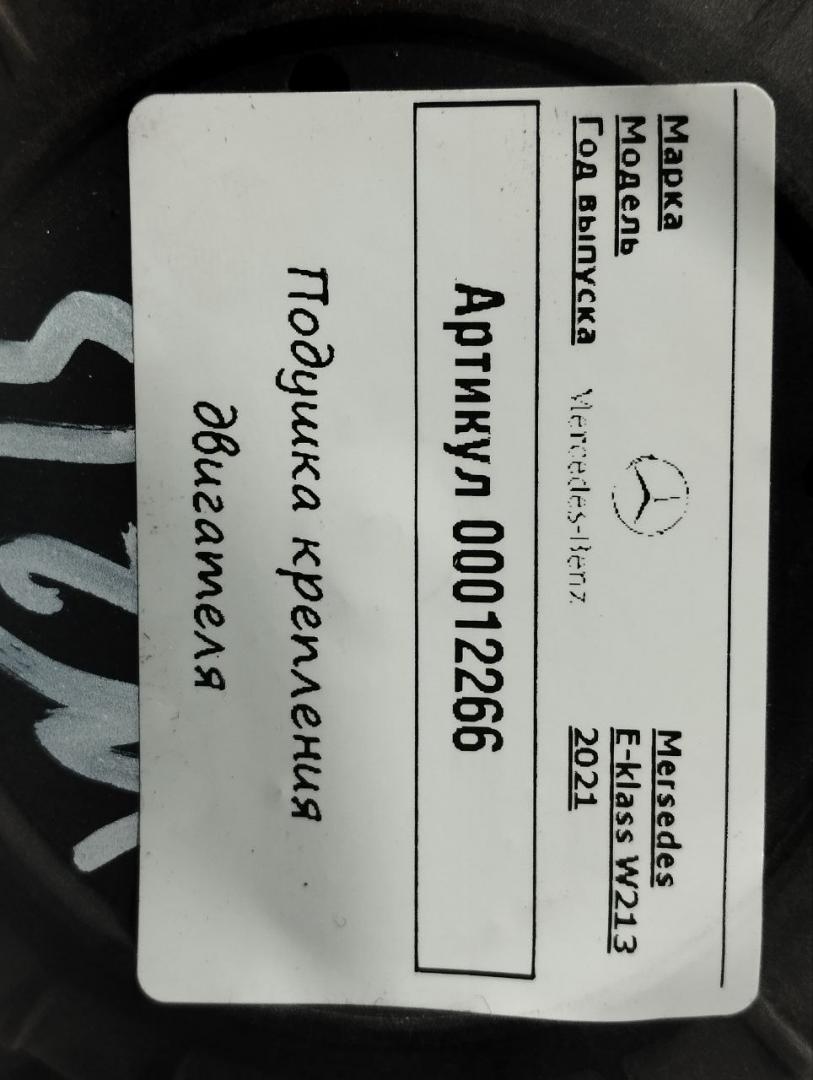 Марка Mersedes
Модель E-klass W213
Год выпуска 2021
Mercedes-Benz
Артикул 00012266
Подушка крепления
двигателя